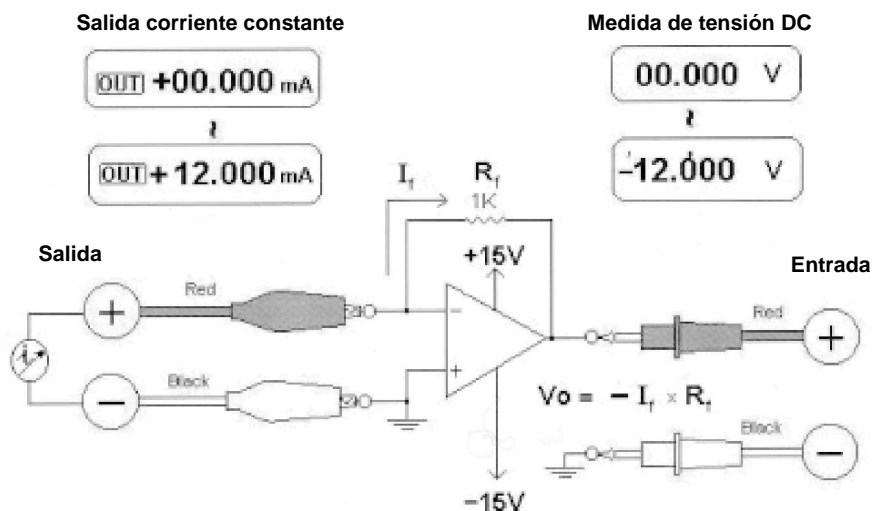 Salida corriente constante
Medida de tensión DC
OUT +00.000 mA
00.000 V
~
~
OUT +12.000 mA
-12.000 V
If
Rf
1K
+15V
Salida
Entrada
Red
Red
+
−
+
−
+
Black
Vo = − If × Rf
Black
−
−15V